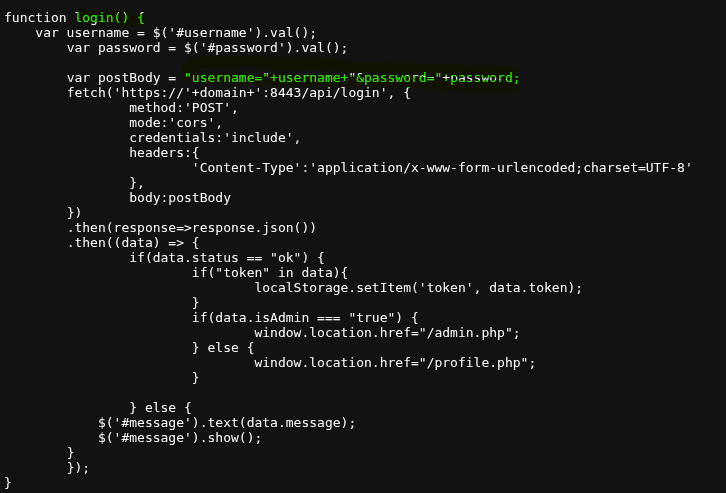 function login() {
    var username = $('#username').val();
        var password = $('#password').val();

        var postBody = "username="+username+"&password="+password;
        fetch('https://'+domain+':8443/api/login', {
                method:'POST',
                mode:'cors',
                credentials:'include',
                headers:{
                        'Content-Type':'application/x-www-form-urlencoded;charset=UTF-8'
                },
                body:postBody
        })
        .then(response=>response.json())
        .then((data) => {
                if(data.status == "ok") {
                        if("token" in data){
                                localStorage.setItem('token', data.token);
                        }
                        if(data.isAdmin === "true") {
                                window.location.href="/admin.php";
                        } else {
                                window.location.href="/profile.php";
                        }

                } else {
            $('#message').text(data.message);
            $('#message').show();
        }
        });
}